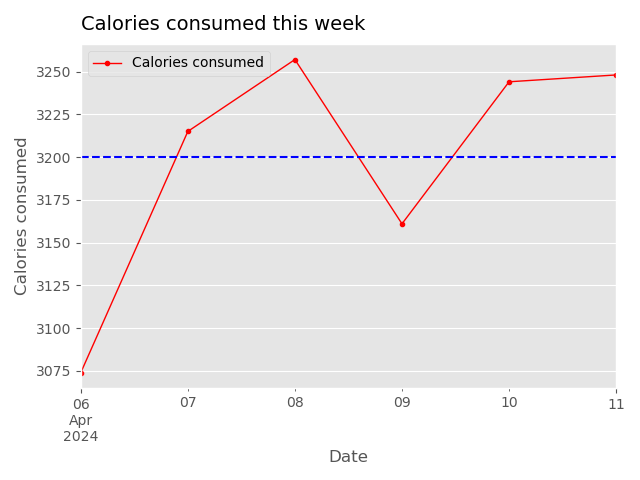 Calories consumed this week
Calories consumed
Calories consumed
3250
3225
3200
3175
3150
3125
3100
3075
06 07 08 09 10 11
Apr
2024
Date